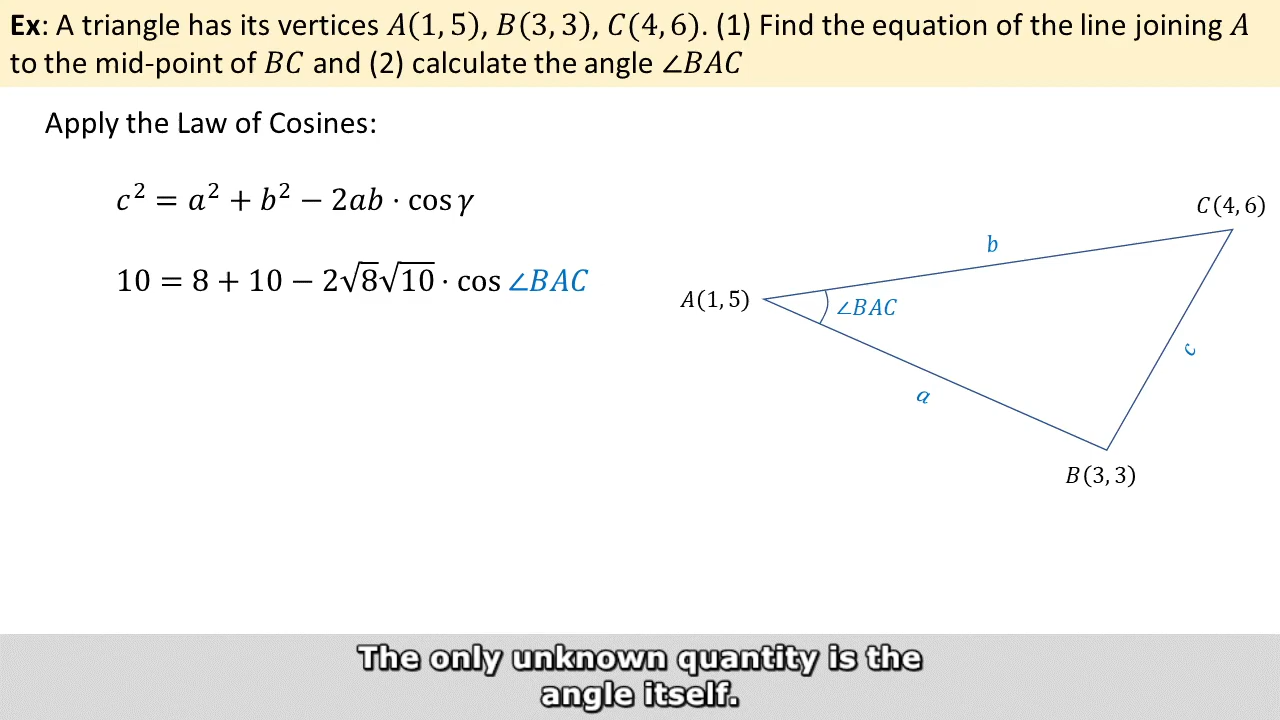 Ex: A triangle has its vertices A(1, 5), B(3, 3), C(4, 6). (1) Find the equation of the line joining A
to the mid-point of BC and (2) calculate the angle ∠BAC
Apply the Law of Cosines:
c² = a² + b² − 2ab · cos γ
10 = 8 + 10 − 2√8√10 · cos ∠BAC
C(4, 6)
b
A(1, 5)
∠BAC
c
a
B(3, 3)
The only unknown quantity is the
angle itself.